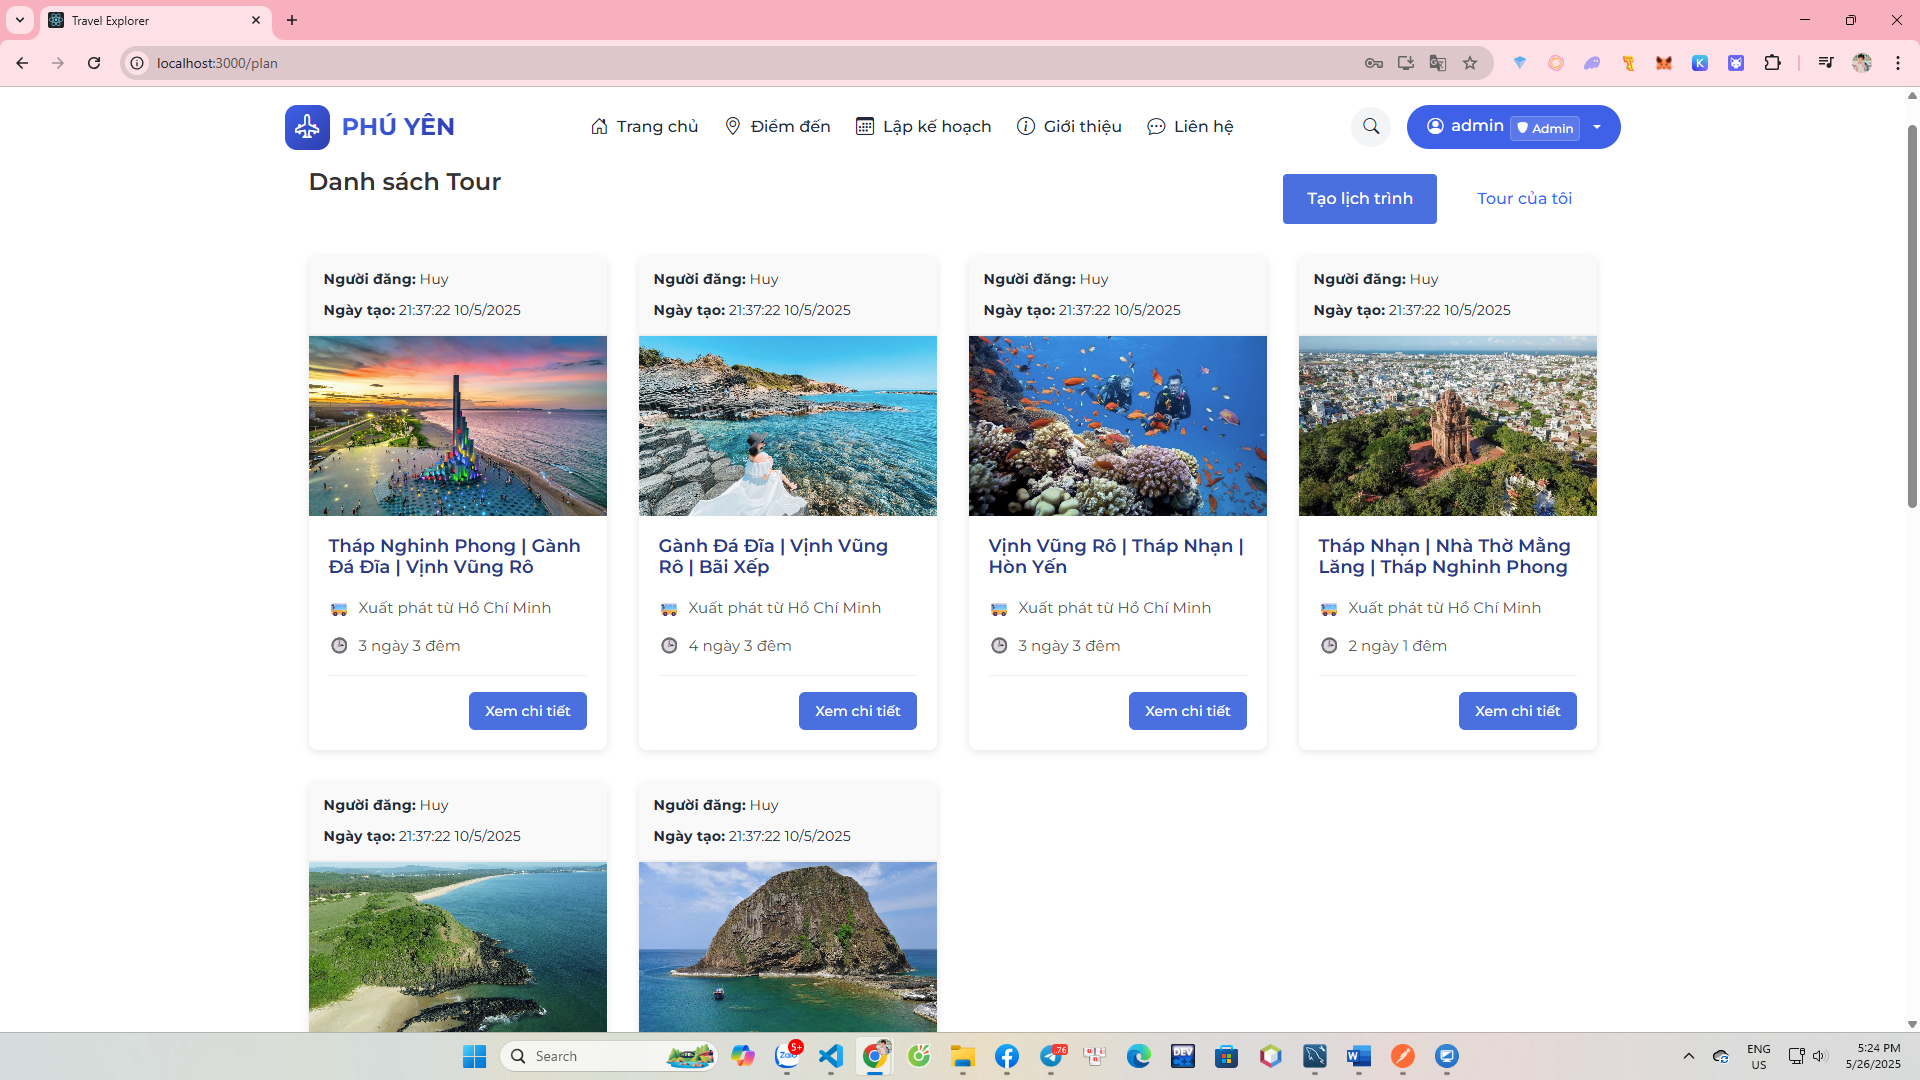 Travel Explorer
localhost:3000/plan
PHÚ YÊN
Trang chủ
Điểm đến
Lập kế hoạch
Giới thiệu
Liên hệ
admin
Admin
Danh sách Tour
Tạo lịch trình
Tour của tôi
Người đăng: Huy
Ngày tạo: 21:37:22 10/5/2025
Tháp Nghinh Phong | Gành
Đá Đĩa | Vịnh Vũng Rô
Xuất phát từ Hồ Chí Minh
3 ngày 3 đêm
Xem chi tiết
Người đăng: Huy
Ngày tạo: 21:37:22 10/5/2025
Gành Đá Đĩa | Vịnh Vũng
Rô | Bãi Xếp
Xuất phát từ Hồ Chí Minh
4 ngày 3 đêm
Xem chi tiết
Người đăng: Huy
Ngày tạo: 21:37:22 10/5/2025
Vịnh Vũng Rô | Tháp Nhạn |
Hòn Yến
Xuất phát từ Hồ Chí Minh
3 ngày 3 đêm
Xem chi tiết
Người đăng: Huy
Ngày tạo: 21:37:22 10/5/2025
Tháp Nhạn | Nhà Thờ Mằng
Lăng | Tháp Nghinh Phong
Xuất phát từ Hồ Chí Minh
2 ngày 1 đêm
Xem chi tiết
Người đăng: Huy
Ngày tạo: 21:37:22 10/5/2025
Người đăng: Huy
Ngày tạo: 21:37:22 10/5/2025
Search
Zalo
5+
76
DEV
ENG
US
5:24 PM
5/26/2025